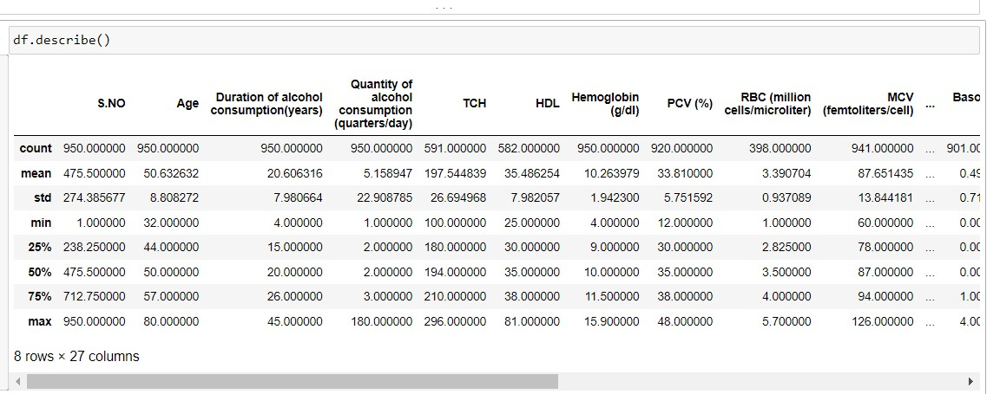 ...
df.describe()
S.NO Age Duration of alcohol consumption(years) Quantity of alcohol consumption (quarters/day) TCH HDL Hemoglobin (g/dl) PCV (%) RBC (million cells/microliter) MCV (femtoliters/cell) ... Baso
count 950.000000 950.000000 950.000000 950.000000 591.000000 582.000000 950.000000 920.000000 398.000000 941.000000 ... 901.00
mean 475.500000 50.632632 20.606316 5.158947 197.544839 35.486254 10.263979 33.810000 3.390704 87.651435 ... 0.49
std 274.385677 8.808272 7.980664 22.908785 26.694968 7.982057 1.942300 5.751592 0.937089 13.844181 ... 0.71
min 1.000000 32.000000 4.000000 1.000000 100.000000 25.000000 4.000000 12.000000 1.000000 60.000000 ... 0.00
25% 238.250000 44.000000 15.000000 2.000000 180.000000 30.000000 9.000000 30.000000 2.825000 78.000000 ... 0.00
50% 475.500000 50.000000 20.000000 2.000000 194.000000 35.000000 10.000000 35.000000 3.500000 87.000000 ... 0.00
75% 712.750000 57.000000 26.000000 3.000000 210.000000 38.000000 11.500000 38.000000 4.000000 94.000000 ... 1.00
max 950.000000 80.000000 45.000000 180.000000 296.000000 81.000000 15.900000 48.000000 5.700000 126.000000 ... 4.00
8 rows × 27 columns